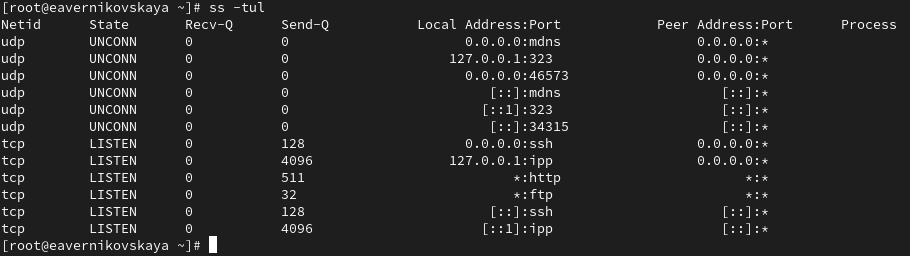 [root@eavernikovskaya ~]# ss -tul
Netid State Recv-Q Send-Q Local Address:Port Peer Address:Port Process
udp UNCONN 0 0 0.0.0.0:mdns 0.0.0.0:*
udp UNCONN 0 0 127.0.0.1:323 0.0.0.0:*
udp UNCONN 0 0 0.0.0.0:46573 0.0.0.0:*
udp UNCONN 0 0 [::]:mdns [::]:*
udp UNCONN 0 0 [::1]:323 [::]:*
udp UNCONN 0 0 [::]:34315 [::]:*
tcp LISTEN 0 128 0.0.0.0:ssh 0.0.0.0:*
tcp LISTEN 0 4096 127.0.0.1:ipp 0.0.0.0:*
tcp LISTEN 0 511 *:http *:*
tcp LISTEN 0 32 *:ftp *:*
tcp LISTEN 0 128 [::]:ssh [::]:*
tcp LISTEN 0 4096 [::1]:ipp [::]:*
[root@eavernikovskaya ~]#